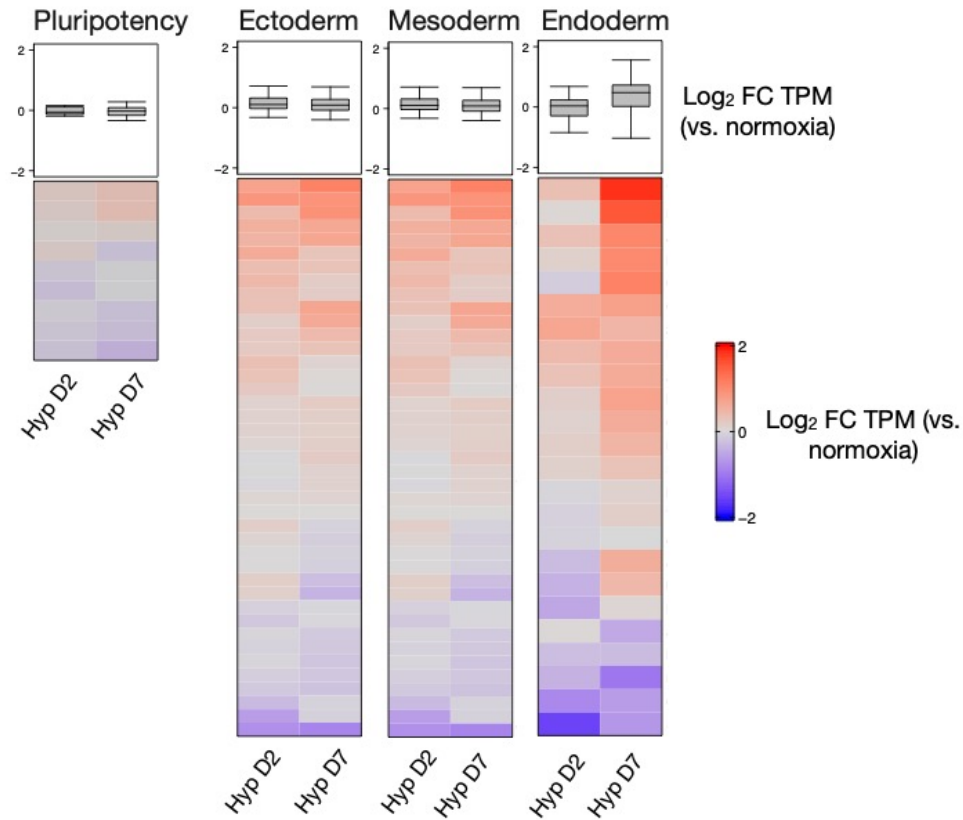 Pluripotency Ectoderm Mesoderm Endoderm
2 2 2 2
0 0 0 0
−2 −2 −2 −2
Log₂ FC TPM
(vs. normoxia)
2
0
−2
Log₂ FC TPM (vs.
normoxia)
Hyp D2 Hyp D7
Hyp D2 Hyp D7 Hyp D2 Hyp D7 Hyp D2 Hyp D7